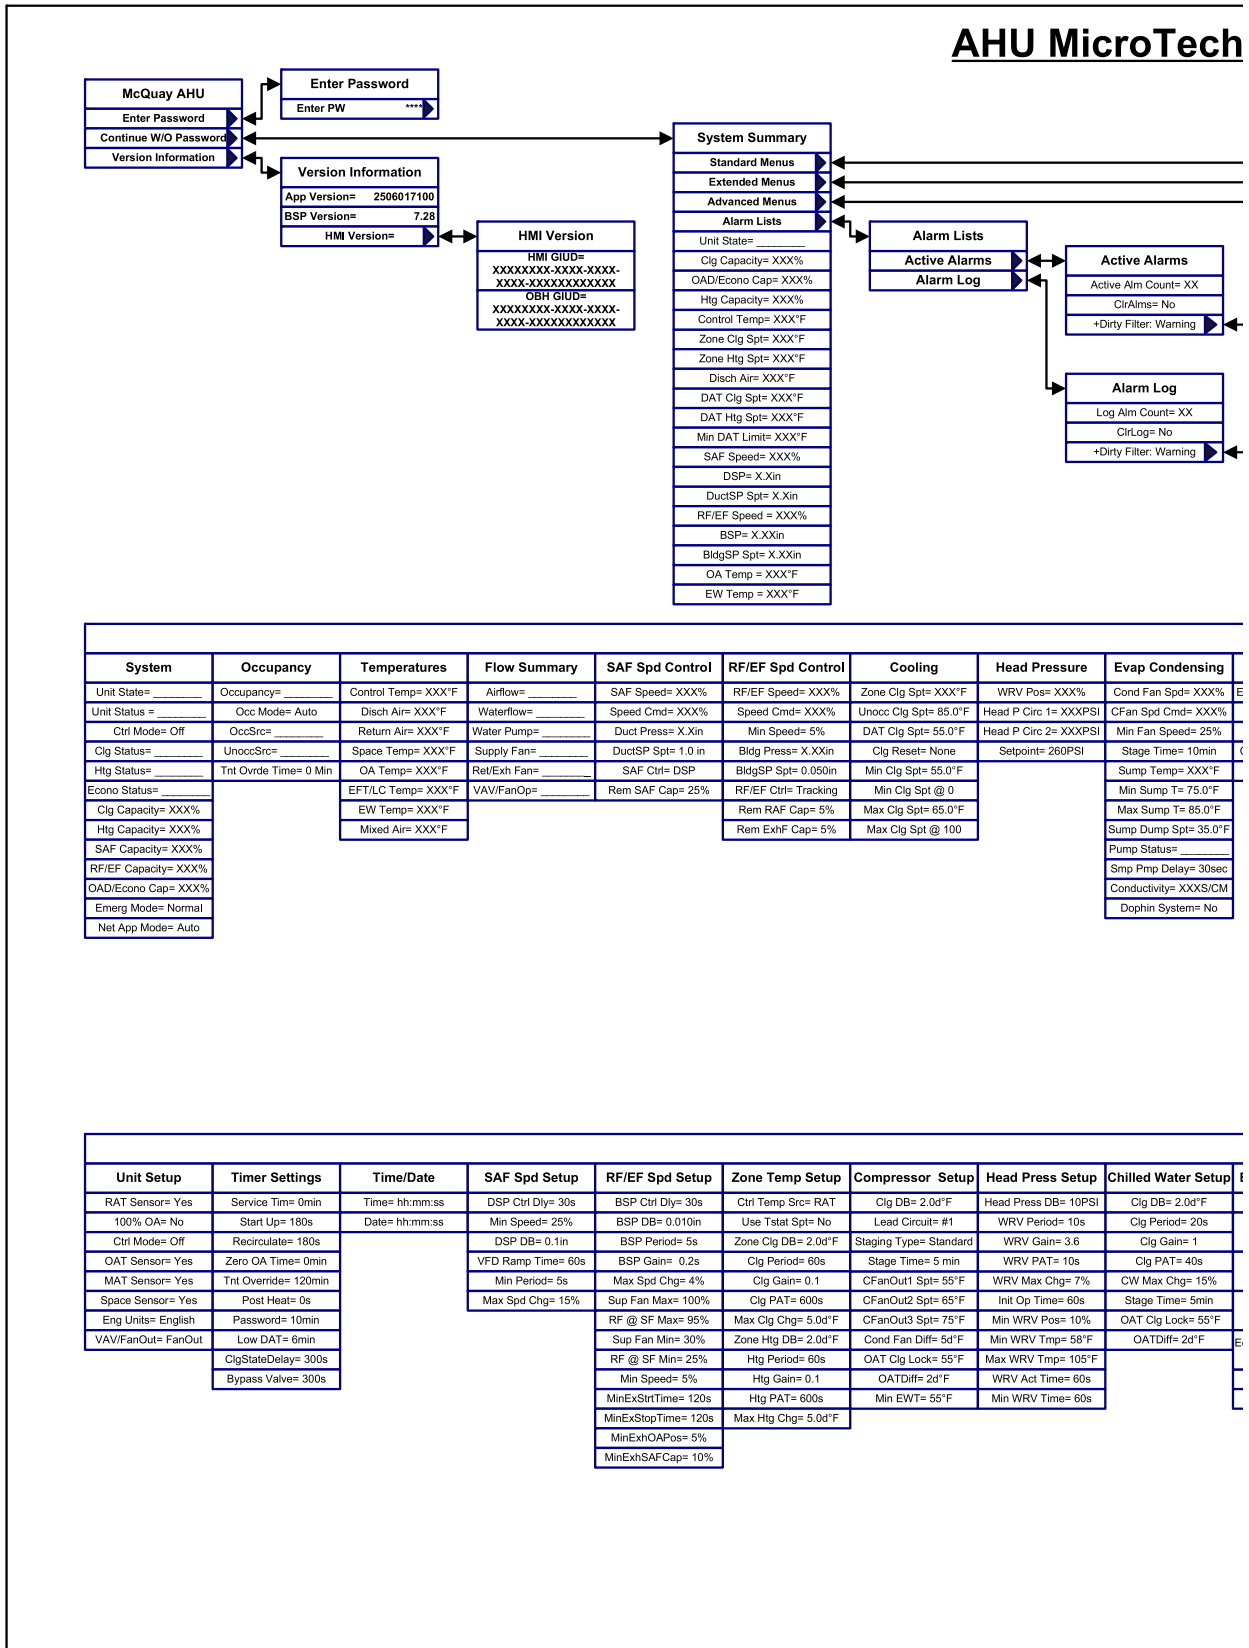 AHU MicroTech
McQuay AHU
Enter Password
Continue W/O Password
Version Information
Enter Password
Enter PW ****
Version Information
App Version= 2506017100
BSP Version= 7.28
HMI Version=
HMI Version
HMI GIUD=
XXXXXXXX-XXXX-XXXX-
XXXX-XXXXXXXXXXXX
OBH GIUD=
XXXXXXXX-XXXX-XXXX-
XXXX-XXXXXXXXXXXX
System Summary
Standard Menus
Extended Menus
Advanced Menus
Alarm Lists
Unit State= ________
Clg Capacity= XXX%
OAD/Econo Cap= XXX%
Htg Capacity= XXX%
Control Temp= XXX°F
Zone Clg Spt= XXX°F
Zone Htg Spt= XXX°F
Disch Air= XXX°F
DAT Clg Spt= XXX°F
DAT Htg Spt= XXX°F
Min DAT Limit= XXX°F
SAF Speed= XXX%
DSP= X.Xin
DuctSP Spt= X.Xin
RF/EF Speed = XXX%
BSP= X.XXin
BldgSP Spt= X.XXin
OA Temp = XXX°F
EW Temp = XXX°F
Alarm Lists
Active Alarms
Alarm Log
Active Alarms
Active Alm Count= XX
ClrAlms= No
+Dirty Filter: Warning
Alarm Log
Log Alm Count= XX
ClrLog= No
+Dirty Filter: Warning
System
Unit State= ________
Unit Status = ________
Ctrl Mode= Off
Clg Status= ________
Htg Status= ________
Econo Status= ________
Clg Capacity= XXX%
Htg Capacity= XXX%
SAF Capacity= XXX%
RF/EF Capacity= XXX%
OAD/Econo Cap= XXX%
Emerg Mode= Normal
Net App Mode= Auto
Occupancy
Occupancy= ________
Occ Mode= Auto
OccSrc= ________
UnoccSrc= ________
Tnt Ovrde Time= 0 Min
Temperatures
Control Temp= XXX°F
Disch Air= XXX°F
Return Air= XXX°F
Space Temp= XXX°F
OA Temp= XXX°F
EFT/LC Temp= XXX°F
EW Temp= XXX°F
Mixed Air= XXX°F
Flow Summary
Airflow= ________
Waterflow= ________
Water Pump= ________
Supply Fan= ________
Ret/Exh Fan= ________
VAV/FanOp= ________
SAF Spd Control
SAF Speed= XXX%
Speed Cmd= XXX%
Duct Press= X.Xin
DuctSP Spt= 1.0 in
SAF Ctrl= DSP
Rem SAF Cap= 25%
RF/EF Spd Control
RF/EF Speed= XXX%
Speed Cmd= XXX%
Min Speed= 5%
Bldg Press= X.XXin
BldgSP Spt= 0.050in
RF/EF Ctrl= Tracking
Rem RAF Cap= 5%
Rem ExhF Cap= 5%
Cooling
Zone Clg Spt= XXX°F
Unocc Clg Spt= 85.0°F
DAT Clg Spt= 55.0°F
Clg Reset= None
Min Clg Spt= 55.0°F
Min Clg Spt @ 0
Max Clg Spt= 65.0°F
Max Clg Spt @ 100
Head Pressure
WRV Pos= XXX%
Head P Circ 1= XXXPSI
Head P Circ 2= XXXPSI
Setpoint= 260PSI
Evap Condensing
Cond Fan Spd= XXX%
CFan Spd Cmd= XXX%
Min Fan Speed= 25%
Stage Time= 10min
Sump Temp= XXX°F
Min Sump T= 75.0°F
Max Sump T= 85.0°F
Sump Dump Spt= 35.0°F
Pump Status= ________
Smp Pmp Delay= 30sec
Conductivity= XXXS/CM
Dophin System= No
Unit Setup
RAT Sensor= Yes
100% OA= No
Ctrl Mode= Off
OAT Sensor= Yes
MAT Sensor= Yes
Space Sensor= Yes
Eng Units= English
VAV/FanOut= FanOut
Timer Settings
Service Tim= 0min
Start Up= 180s
Recirculate= 180s
Zero OA Time= 0min
Tnt Override= 120min
Post Heat= 0s
Password= 10min
Low DAT= 6min
ClgStateDelay= 300s
Bypass Valve= 300s
Time/Date
Time= hh:mm:ss
Date= hh:mm:ss
SAF Spd Setup
DSP Ctrl Dly= 30s
Min Speed= 25%
DSP DB= 0.1in
VFD Ramp Time= 60s
Min Period= 5s
Max Spd Chg= 15%
RF/EF Spd Setup
BSP Ctrl Dly= 30s
BSP DB= 0.010in
BSP Period= 5s
BSP Gain= 0.2s
Max Spd Chg= 4%
Sup Fan Max= 100%
RF @ SF Max= 95%
Sup Fan Min= 30%
RF @ SF Min= 25%
Min Speed= 5%
MinExStrtTime= 120s
MinExStopTime= 120s
MinExhOAPos= 5%
MinExhSAFCap= 10%
Zone Temp Setup
Ctrl Temp Src= RAT
Use Tstat Spt= No
Zone Clg DB= 2.0d°F
Clg Period= 60s
Clg Gain= 0.1
Clg PAT= 600s
Max Clg Chg= 5.0d°F
Zone Htg DB= 2.0d°F
Htg Period= 60s
Htg Gain= 0.1
Htg PAT= 600s
Max Htg Chg= 5.0d°F
Compressor Setup
Clg DB= 2.0d°F
Lead Circuit= #1
Staging Type= Standard
Stage Time= 5 min
CFanOut1 Spt= 55°F
CFanOut2 Spt= 65°F
CFanOut3 Spt= 75°F
Cond Fan Diff= 5d°F
OAT Clg Lock= 55°F
OATDiff= 2d°F
Min EWT= 55°F
Head Press Setup
Head Press DB= 10PSI
WRV Period= 10s
WRV Gain= 3.6
WRV PAT= 10s
WRV Max Chg= 7%
Init Op Time= 60s
Min WRV Pos= 10%
Min WRV Tmp= 58°F
Max WRV Tmp= 105°F
WRV Act Time= 60s
Min WRV Time= 60s
Chilled Water Setup
Clg DB= 2.0d°F
Clg Period= 20s
Clg Gain= 1
Clg PAT= 40s
CW Max Chg= 15%
Stage Time= 5min
OAT Clg Lock= 55°F
OATDiff= 2d°F